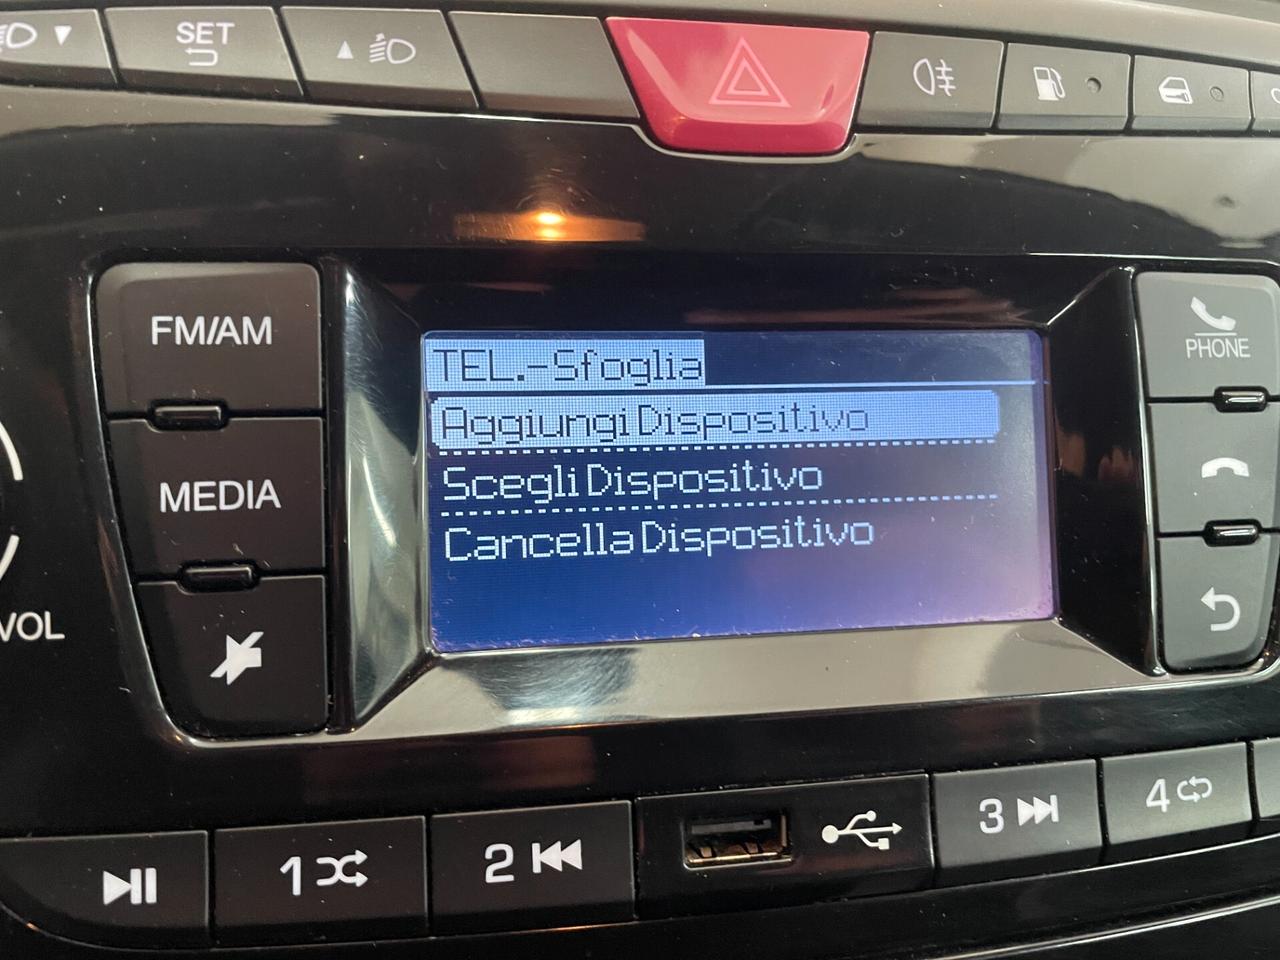 SET
FM/AM
MEDIA
VOL
TEL.-Sfoglia
Aggiungi Dispositivo
Scegli Dispositivo
Cancella Dispositivo
PHONE
1
2
3
4